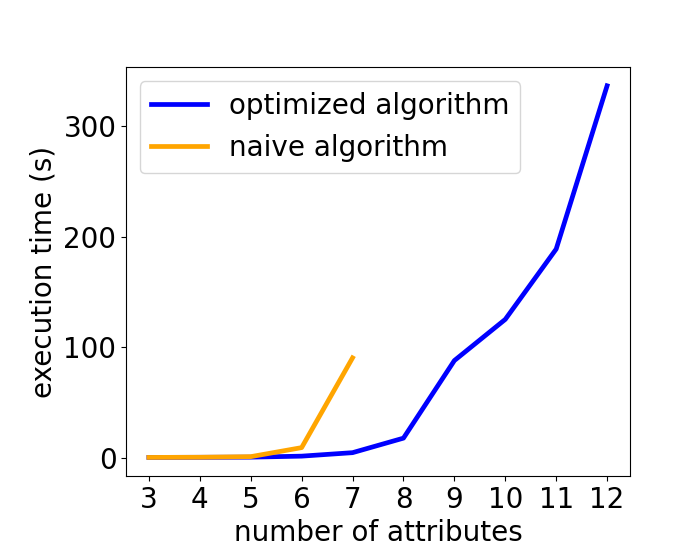 optimized algorithm
naive algorithm
execution time (s)
300
200
100
0
3 4 5 6 7 8 9 10 11 12
number of attributes